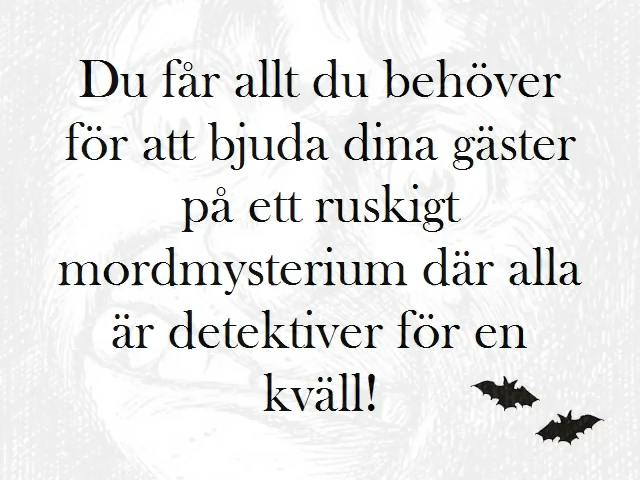 Du får allt du behöver
för att bjuda dina gäster
på ett ruskigt
mordmysterium där alla
är detektiver för en
kväll!